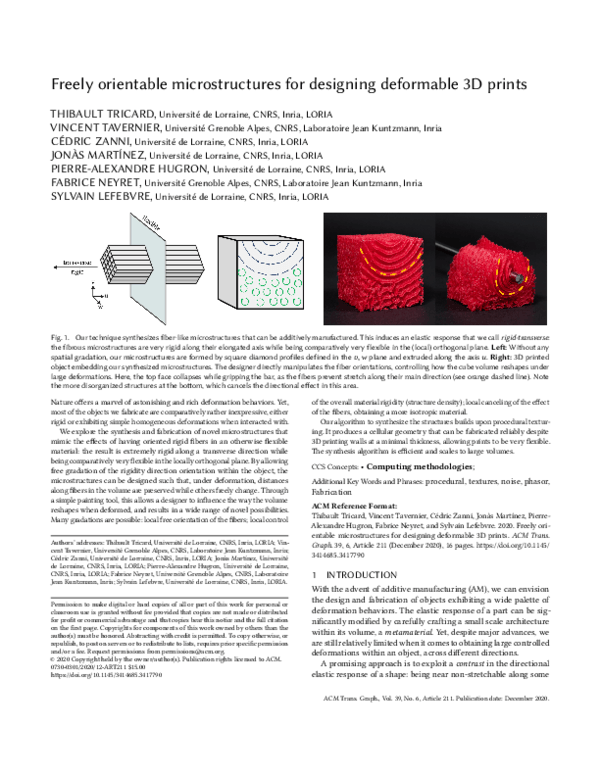 Freely orientable microstructures for designing deformable 3D prints
THIBAULT TRICARD, Université de Lorraine, CNRS, Inria, LORIA
VINCENT TAVERNIER, Université Grenoble Alpes, CNRS, Laboratoire Jean Kuntzmann, Inria
CÉDRIC ZANNI, Université de Lorraine, CNRS, Inria, LORIA
JONÀS MARTÍNEZ, Université de Lorraine, CNRS, Inria, LORIA
PIERRE-ALEXANDRE HUGRON, Université de Lorraine, CNRS, Inria, LORIA
FABRICE NEYRET, Université Grenoble Alpes, CNRS, Laboratoire Jean Kuntzmann, Inria
SYLVAIN LEFEBVRE, Université de Lorraine, CNRS, Inria, LORIA
Fig. 1. Our technique synthesizes fiber-like microstructures that can be additively manufactured. This induces an elastic response that we call rigid-transverse
the fibrous microstructures are very rigid along their elongated axis while being comparatively very flexible in the (local) orthogonal plane. Left: Without any
spatial gradation, our microstructures are formed by square diamond profiles defined in the v, w plane and extruded along the axis u. Right: 3D printed
object embedding our synthesized microstructures. The designer directly manipulates the fiber orientations, controlling how the cube volume reshapes under
large deformations. Here, the top face collapses while gripping the bar, as the fibers prevent stretch along their main direction (see orange dashed line). Note
the more disorganized structures at the bottom, which cancels the directional effect in this area.
Nature offers a marvel of astonishing and rich deformation behaviors. Yet,
most of the objects we fabricate are comparatively rather inexpressive, either
rigid or exhibiting simple homogeneous deformations when interacted with.
We explore the synthesis and fabrication of novel microstructures that
mimic the effects of having oriented rigid fibers in an otherwise flexible
material: the result is extremely rigid along a transverse direction while
being comparatively very flexible in the locally orthogonal plane. By allowing
free gradation of the rigidity direction orientation within the object, the
microstructures can be designed such that, under deformation, distances
along fibers in the volume are preserved while others freely change. Through
a simple painting tool, this allows a designer to influence the way the volume
reshapes when deformed, and results in a wide range of novel possibilities.
Many gradations are possible: local free orientation of the fibers; local control
Authors' addresses: Thibault Tricard, Université de Lorraine, CNRS, Inria, LORIA; Vin-
cent Tavernier, Université Grenoble Alpes, CNRS, Laboratoire Jean Kuntzmann, Inria;
Cédric Zanni, Université de Lorraine, CNRS, Inria, LORIA; Jonàs Martínez, Université
de Lorraine, CNRS, Inria, LORIA; Pierre-Alexandre Hugron, Université de Lorraine,
CNRS, Inria, LORIA; Fabrice Neyret, Université Grenoble Alpes, CNRS, Laboratoire
Jean Kuntzmann, Inria; Sylvain Lefebvre, Université de Lorraine, CNRS, Inria, LORIA.
Permission to make digital or hard copies of all or part of this work for personal or
classroom use is granted without fee provided that copies are not made or distributed
for profit or commercial advantage and that copies bear this notice and the full citation
on the first page. Copyrights for components of this work owned by others than the
author(s) must be honored. Abstracting with credit is permitted. To copy otherwise, or
republish, to post on servers or to redistribute to lists, requires prior specific permission
and/or a fee. Request permissions from permissions@acm.org.
© 2020 Copyright held by the owner/author(s). Publication rights licensed to ACM.
0730-0301/2020/12-ART211 $15.00
https://doi.org/10.1145/3414685.3417790
of the overall material rigidity (structure density); local canceling of the effect
of the fibers, obtaining a more isotropic material.
Our algorithm to synthesize the structures builds upon procedural textur-
ing. It produces a cellular geometry that can be fabricated reliably despite
3D printing walls at a minimal thickness, allowing prints to be very flexible.
The synthesis algorithm is efficient and scales to large volumes.
CCS Concepts: • Computing methodologies;
Additional Key Words and Phrases: procedural, textures, noise, phasor,
Fabrication
ACM Reference Format:
Thibault Tricard, Vincent Tavernier, Cédric Zanni, Jonàs Martínez, Pierre-
Alexandre Hugron, Fabrice Neyret, and Sylvain Lefebvre. 2020. Freely ori-
entable microstructures for designing deformable 3D prints. ACM Trans.
Graph. 39, 6, Article 211 (December 2020), 16 pages. https://doi.org/10.1145/
3414685.3417790
1 INTRODUCTION
With the advent of additive manufacturing (AM), we can envision
the design and fabrication of objects exhibiting a wide palette of
deformation behaviors. The elastic response of a part can be sig-
nificantly modified by carefully crafting a small scale architecture
within its volume, a metamaterial. Yet, despite major advances, we
are still relatively limited when it comes to obtaining large controlled
deformations within an object, across different directions.
A promising approach is to exploit a contrast in the directional
elastic response of a shape: being near non-stretchable along some
ACM Trans. Graph., Vol. 39, No. 6, Article 211. Publication date: December 2020.